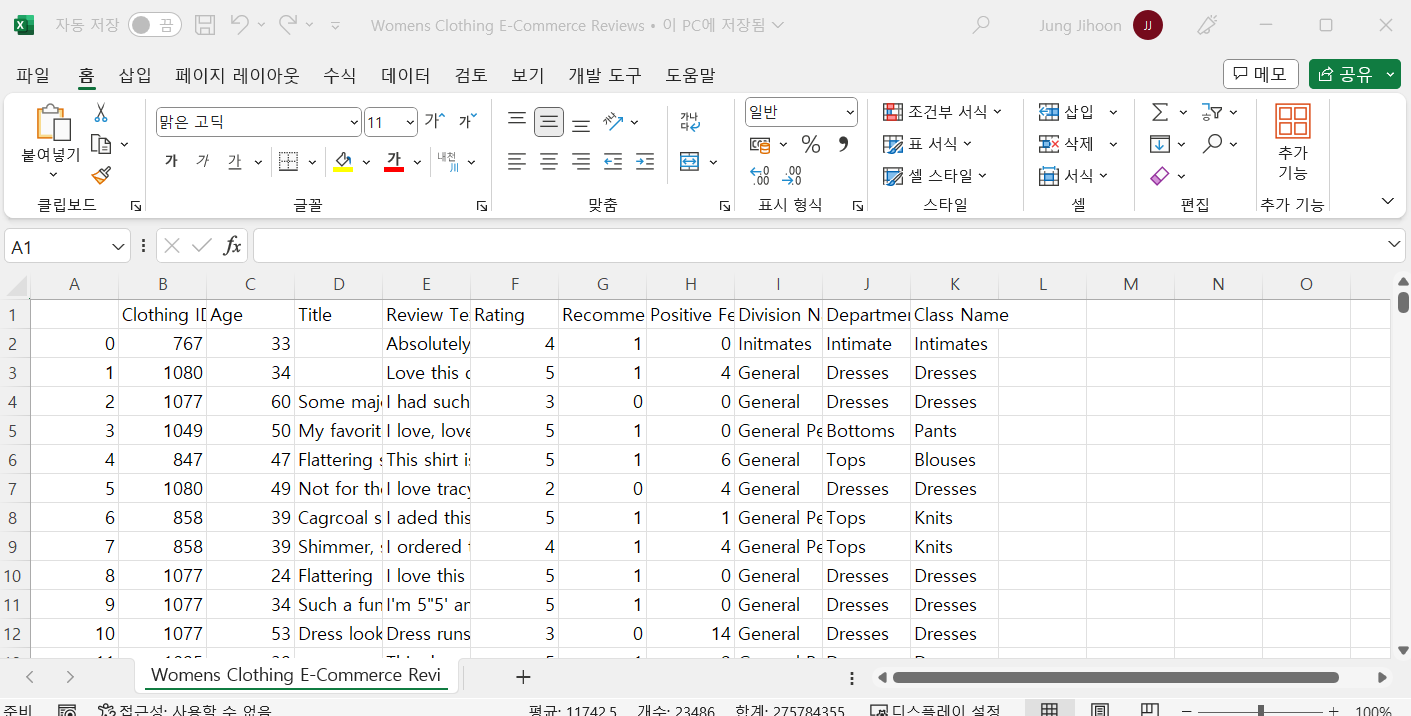 자동 저장 끔 Womens Clothing E-Commerce Reviews • 이 PC에 저장됨 Jung Jihoon JJ
파일 홈 삽입 페이지 레이아웃 수식 데이터 검토 보기 개발 도구 도움말 메모 공유
붙여넣기
클립보드
맑은 고딕 11 가 가
가 가 가 가 내천
글꼴
가나
다
맞춤
일반
% ,
.00 .00
표시 형식
조건부 서식
표 서식
셀 스타일
스타일
삽입
삭제
서식
셀
편집
추가
기능
추가 기능
A1 fx
A B C D E F G H I J K L M N O
1 Clothing ID Age Title Review Te Rating Recomme Positive Fe Division N Departmen Class Name
2 0 767 33 Absolutely 4 1 0 Initmates Intimate Intimates
3 1 1080 34 Love this d 5 1 4 General Dresses Dresses
4 2 1077 60 Some majo I had such 3 0 0 General Dresses Dresses
5 3 1049 50 My favorit I love, love 5 1 0 General Pe Bottoms Pants
6 4 847 47 Flattering s This shirt is 5 1 6 General Tops Blouses
7 5 1080 49 Not for the I love tracy 2 0 4 General Dresses Dresses
8 6 858 39 Cagrcoal s I aded this 5 1 1 General Pe Tops Knits
9 7 858 39 Shimmer, s I ordered t 4 1 4 General Pe Tops Knits
10 8 1077 24 Flattering I love this 5 1 0 General Dresses Dresses
11 9 1077 34 Such a fun I'm 5"5' an 5 1 0 General Dresses Dresses
12 10 1077 53 Dress look Dress runs 3 0 14 General Dresses Dresses
Womens Clothing E-Commerce Revi
준비 접근성: 사용할 수 없음 평균: 11742.5 개수: 23486 합계: 275784355 디스플레이 설정 100%